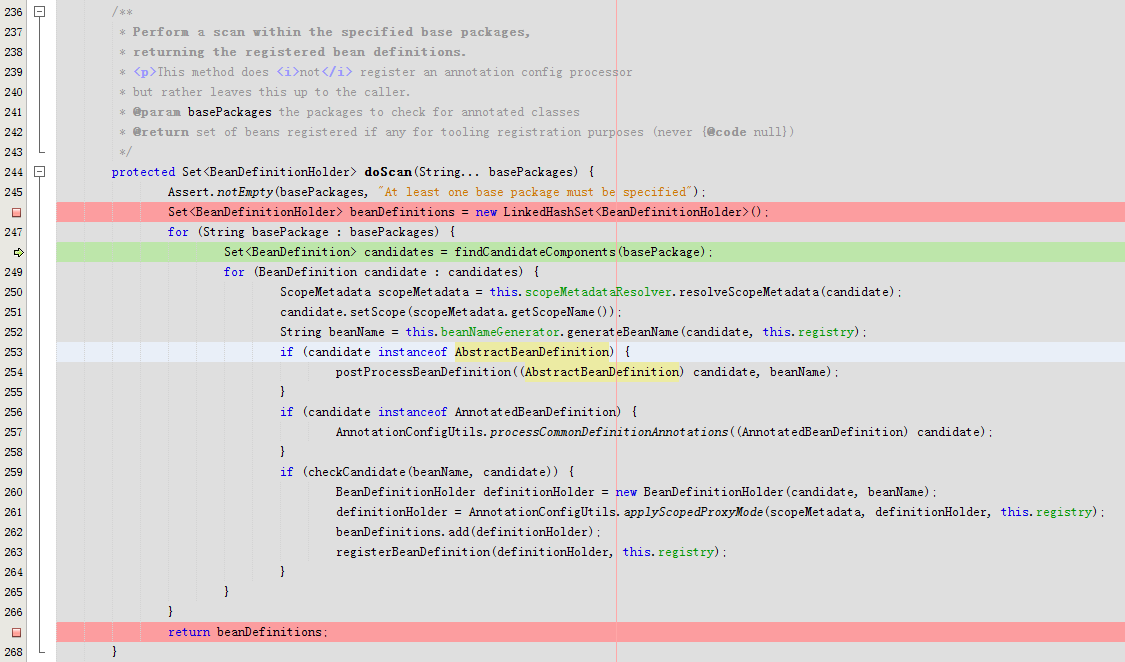 236 /**
237 * Perform a scan within the specified base packages,
238 * returning the registered bean definitions.
239 * <p>This method does <i>not</i> register an annotation config processor
240 * but rather leaves this up to the caller.
241 * @param basePackages the packages to check for annotated classes
242 * @return set of beans registered if any for tooling registration purposes (never {@code null})
243 */
244 protected Set<BeanDefinitionHolder> doScan(String... basePackages) {
245 Assert.notEmpty(basePackages, "At least one base package must be specified");
Set<BeanDefinitionHolder> beanDefinitions = new LinkedHashSet<BeanDefinitionHolder>();
247 for (String basePackage : basePackages) {
Set<BeanDefinition> candidates = findCandidateComponents(basePackage);
249 for (BeanDefinition candidate : candidates) {
250 ScopeMetadata scopeMetadata = this.scopeMetadataResolver.resolveScopeMetadata(candidate);
251 candidate.setScope(scopeMetadata.getScopeName());
252 String beanName = this.beanNameGenerator.generateBeanName(candidate, this.registry);
253 if (candidate instanceof AbstractBeanDefinition) {
254 postProcessBeanDefinition((AbstractBeanDefinition) candidate, beanName);
255 }
256 if (candidate instanceof AnnotatedBeanDefinition) {
257 AnnotationConfigUtils.processCommonDefinitionAnnotations((AnnotatedBeanDefinition) candidate);
258 }
259 if (checkCandidate(beanName, candidate)) {
260 BeanDefinitionHolder definitionHolder = new BeanDefinitionHolder(candidate, beanName);
261 definitionHolder = AnnotationConfigUtils.applyScopedProxyMode(scopeMetadata, definitionHolder, this.registry);
262 beanDefinitions.add(definitionHolder);
263 registerBeanDefinition(definitionHolder, this.registry);
264 }
265 }
266 }
return beanDefinitions;
268 }